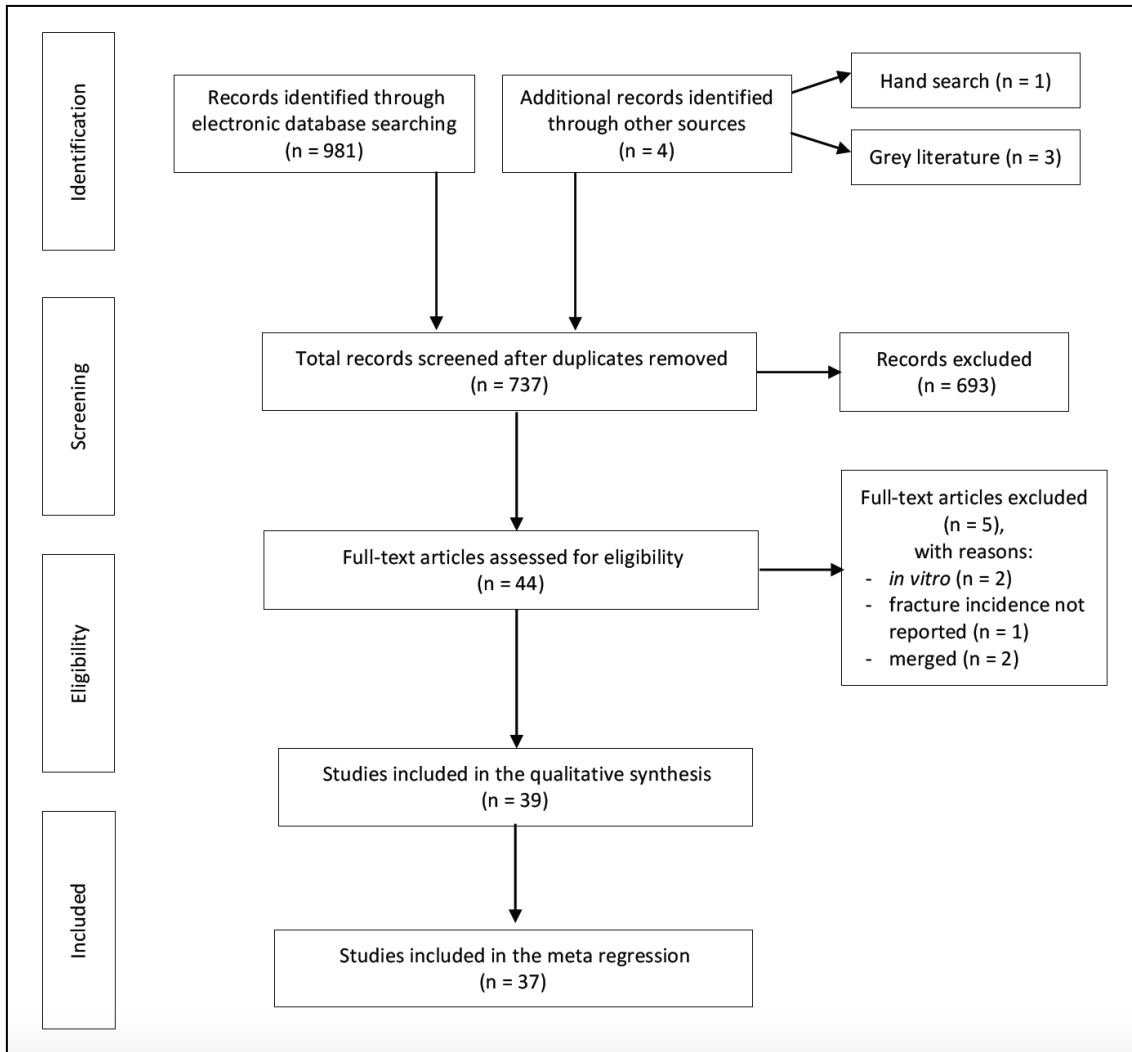 Identification
Records identified through
electronic database searching
(n = 981)
Additional records identified
through other sources
(n = 4)
Hand search (n = 1)
Grey literature (n = 3)
Screening
Total records screened after duplicates removed
(n = 737)
Records excluded
(n = 693)
Eligibility
Full-text articles assessed for eligibility
(n = 44)
Full-text articles excluded
(n = 5),
with reasons:
- in vitro (n = 2)
- fracture incidence not
reported (n = 1)
- merged (n = 2)
Studies included in the qualitative synthesis
(n = 39)
Included
Studies included in the meta regression
(n = 37)